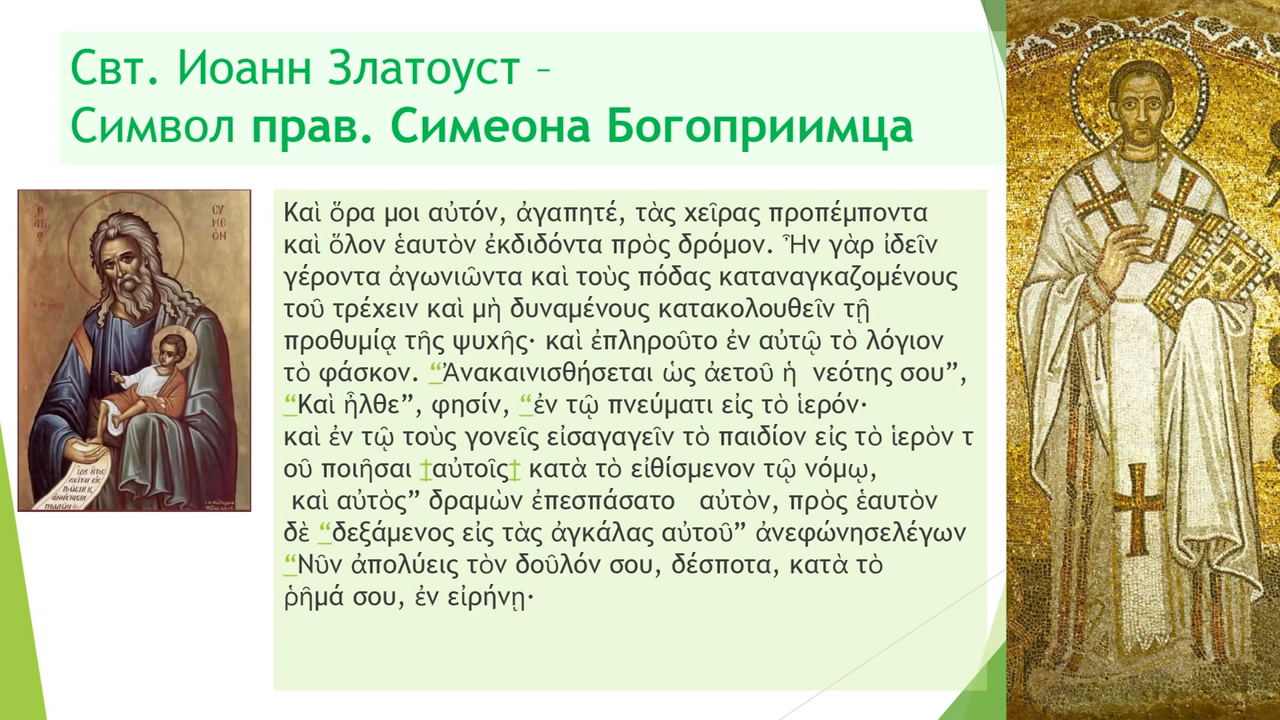 Свт. Иоанн Златоуст –
Символ прав. Симеона Богоприимца
Καὶ ὅρα μοι αὐτόν, ἀγαπητέ, τὰς χεῖρας προπέμποντα
καὶ ὅλον ἑαυτὸν ἐκδιδόντα πρὸς δρόμον. Ἦν γὰρ ἰδεῖν
γέροντα ἀγωνιῶντα καὶ τοὺς πόδας καταναγκαζομένους
τοῦ τρέχειν καὶ μὴ δυναμένους κατακολουθεῖν τῇ
προθυμίᾳ τῆς ψυχῆς· καὶ ἐπληροῦτο ἐν αὐτῷ τὸ λόγιον
τὸ φάσκον. “Ἀνακαινισθήσεται ὡς ἀετοῦ ἡ νεότης σου”,
“Καὶ ἦλθε”, φησίν, “ἐν τῷ πνεύματι εἰς τὸ ἱερόν·
καὶ ἐν τῷ τοὺς γονεῖς εἰσαγαγεῖν τὸ παιδίον εἰς τὸ ἱερὸν τ
οῦ ποιῆσαι ‡αὐτοῖς‡ κατὰ τὸ εἰθίσμενον τῷ νόμῳ,
καὶ αὐτὸς” δραμὼν ἐπεσπάσατο αὐτὸν, πρὸς ἑαυτὸν
δὲ “δεξάμενος εἰς τὰς ἀγκάλας αὐτοῦ” ἀνεφώνησελέγων
“Νῦν ἀπολύεις τὸν δοῦλόν σου, δέσποτα, κατὰ τὸ
ῥῆμά σου, ἐν εἰρήνῃ·